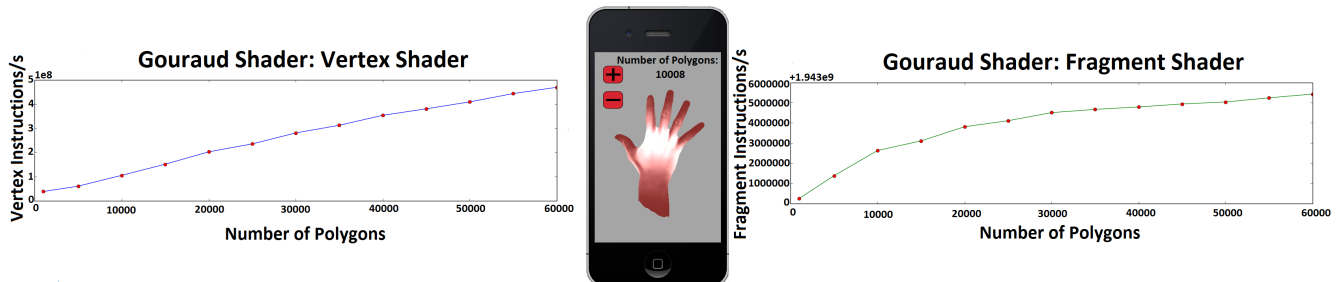 Gouraud Shader: Vertex Shader
1e8
Vertex Instructions/s
5
4
3
2
1
0
0 10000 20000 30000 40000 50000 60000
Number of Polygons
Number of Polygons:
10008
+
−
Gouraud Shader: Fragment Shader
+1.943e9
Fragment Instructions/s
6000000
5000000
4000000
3000000
2000000
1000000
0
0 10000 20000 30000 40000 50000 60000
Number of Polygons